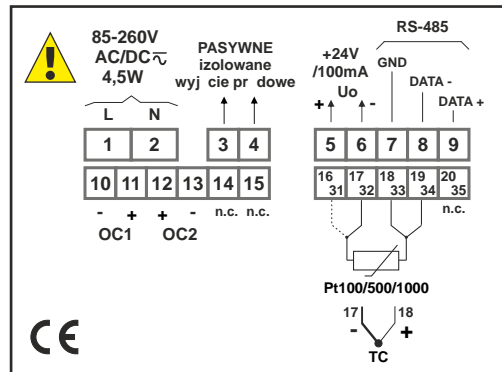 RS-485
85-260V
AC/DC
4,5W
PASYWNE
izolowane
wyj cie pr dowe
+24V
/100mA
Uo
+ -
GND
DATA -
DATA +
L N
1 2 3 4 5 6 7 8 9
10 11 12 13 14 15 16 31 17 32 18 33 19 34 20 35
- + + - n.c. n.c. n.c.
OC1 OC2
Pt100/500/1000
17 18
- +
TC
CE